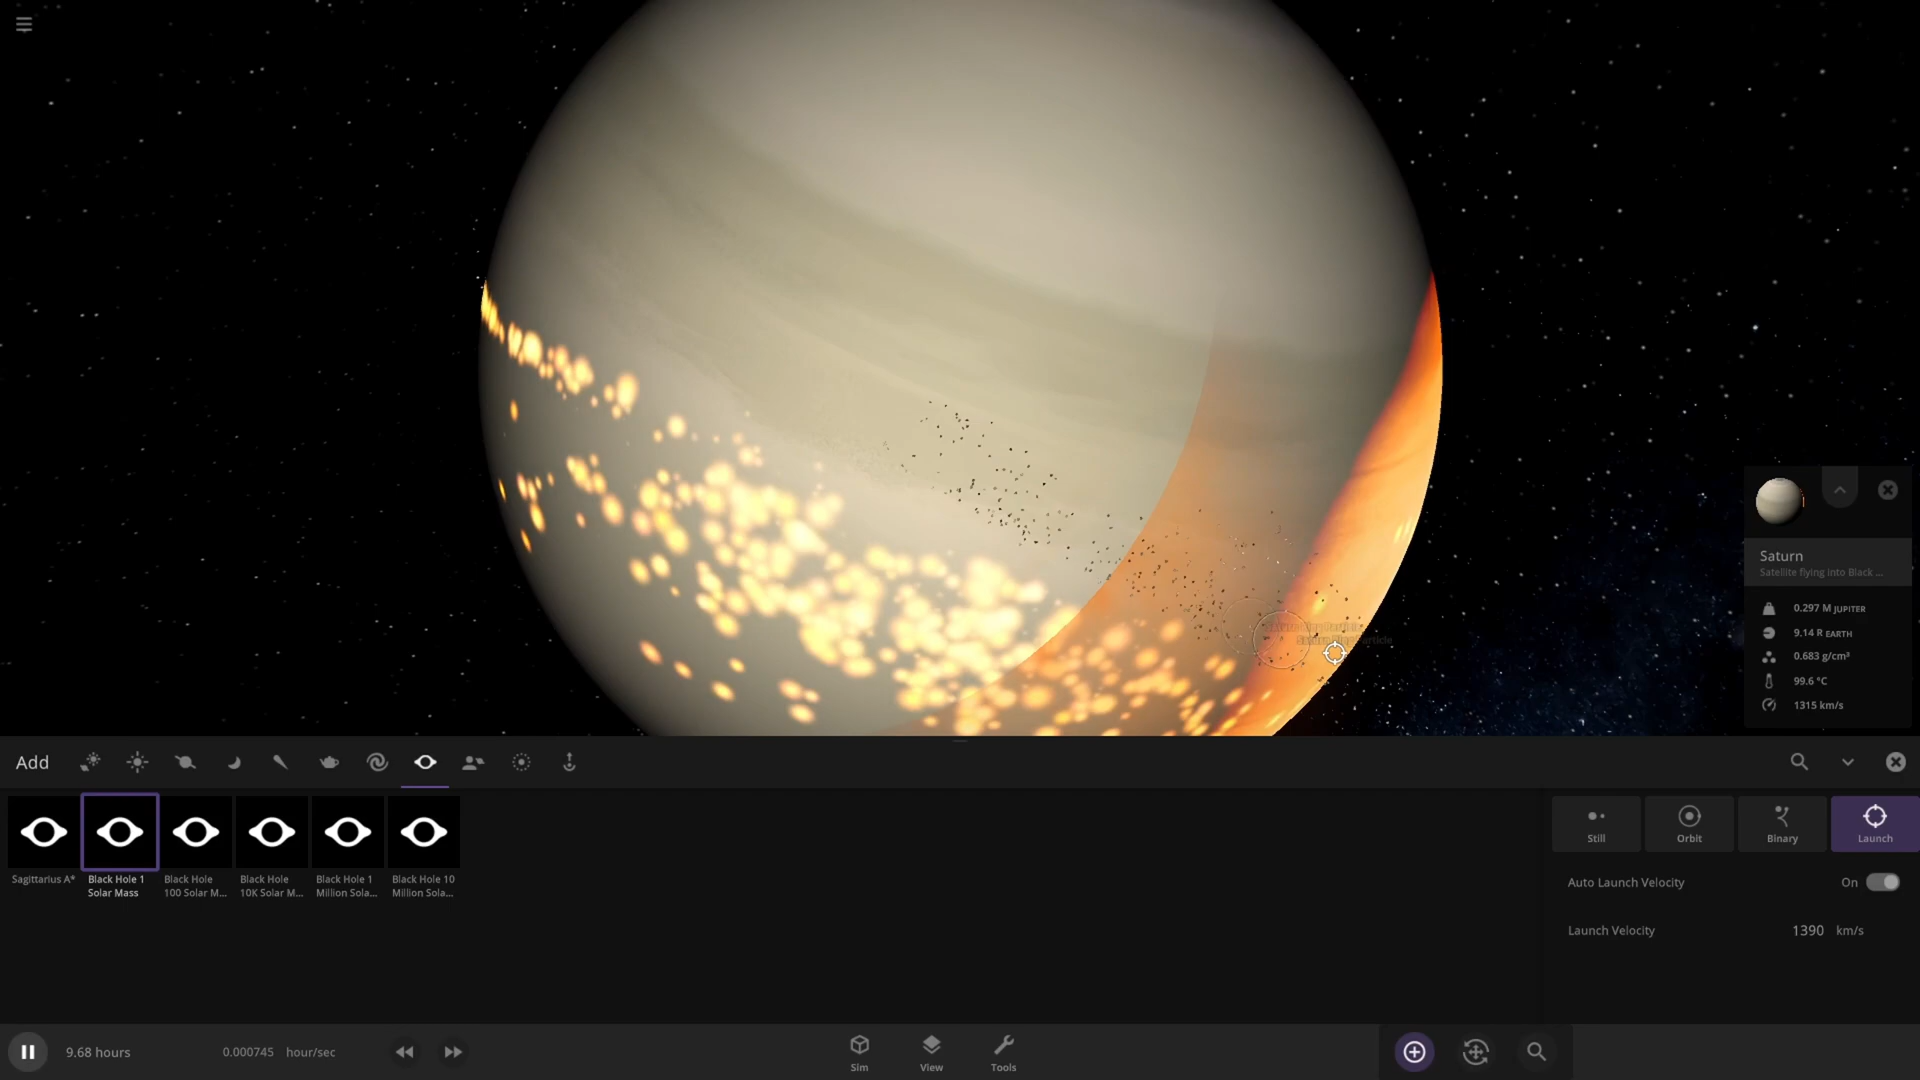 Saturn
Satellite flying into Black ...
0.297 M JUPITER
9.14 R EARTH
0.683 g/cm³
99.6 °C
1315 km/s
Add
Sagittarius A*
Black Hole 1
Solar Mass
Black Hole
100 Solar M...
Black Hole
10K Solar M...
Black Hole 1
Million Sola...
Black Hole 10
Million Sola...
Still
Orbit
Binary
Launch
Auto Launch Velocity
On
Launch Velocity
1390 km/s
9.68 hours
0.000745 hour/sec
Sim
View
Tools